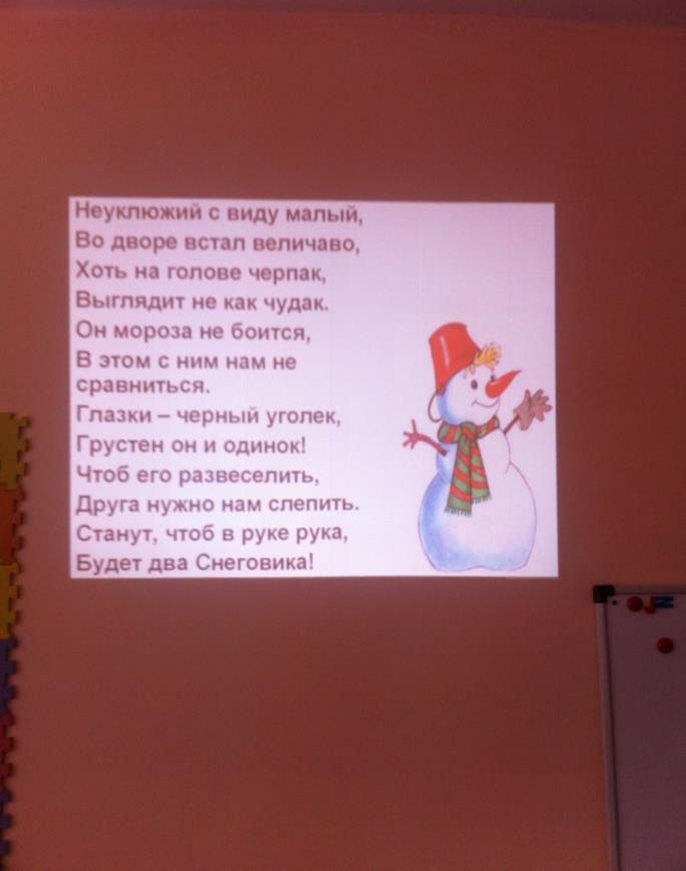 Неуклюжий с виду малый,
Во дворе встал величаво,
Хоть на голове черпак,
Выглядит не как чудак.
Он мороза не боится,
В этом с ним нам не
сравниться.
Глазки – черный уголек,
Грустен он и одинок!
Чтоб его развеселить,
Друга нужно нам слепить.
Станут, чтоб в руке рука,
Будет два Снеговика!